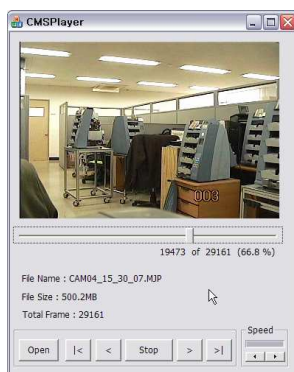 CMSPlayer
003
19473 of 29161 (66.8 %)
File Name : CAM04_15_30_07.MJP
File Size : 500.2MB
Total Frame : 29161
Speed
Open |< < Stop > >|